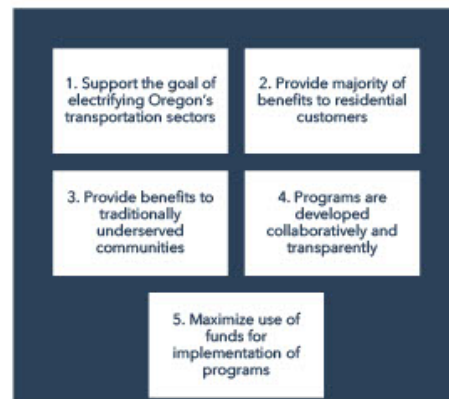 1. Support the goal of
electrifying Oregon's
transportation sectors
2. Provide majority of
benefits to residential
customers
3. Provide benefits to
traditionally
underserved
communities
4. Programs are
developed
collaboratively and
transparently
5. Maximize use of
funds for
implementation of
programs